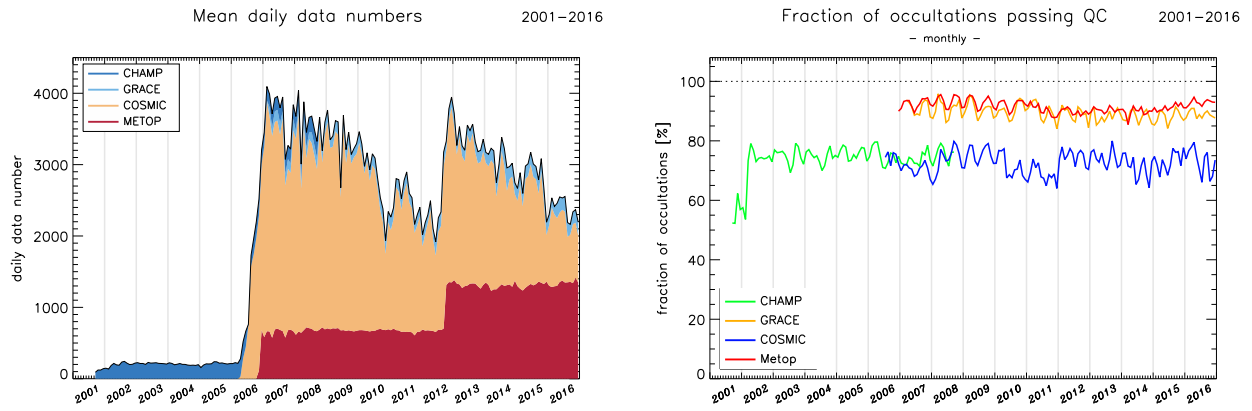 Mean daily data numbers 2001-2016
CHAMP
GRACE
COSMIC
METOP
daily data number
4000
3000
2000
1000
0
2001 2002 2003 2004 2005 2006 2007 2008 2009 2010 2011 2012 2013 2014 2015 2016
Fraction of occultations passing QC 2001-2016
- monthly -
fraction of occultations [%]
100
80
60
40
20
0
CHAMP
GRACE
COSMIC
Metop
2001 2002 2003 2004 2005 2006 2007 2008 2009 2010 2011 2012 2013 2014 2015 2016